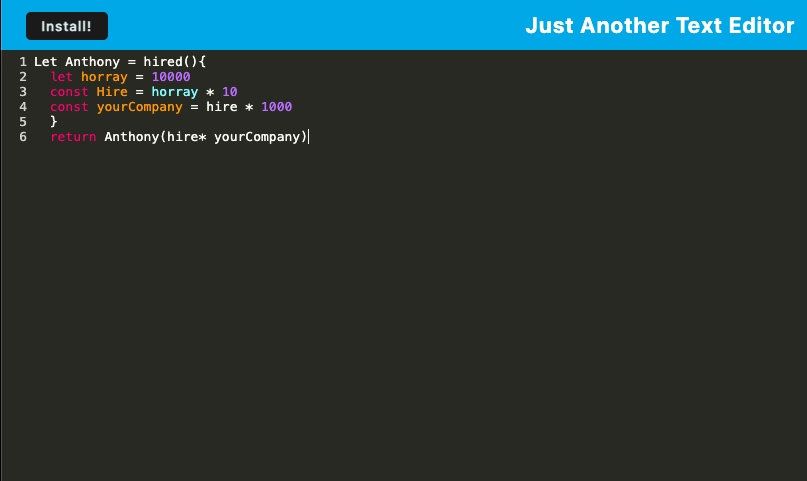 Install!
Just Another Text Editor
1 Let Anthony = hired(){
2 let horray = 10000
3 const Hire = horray * 10
4 const yourCompany = hire * 1000
5 }
6 return Anthony(hire* yourCompany)